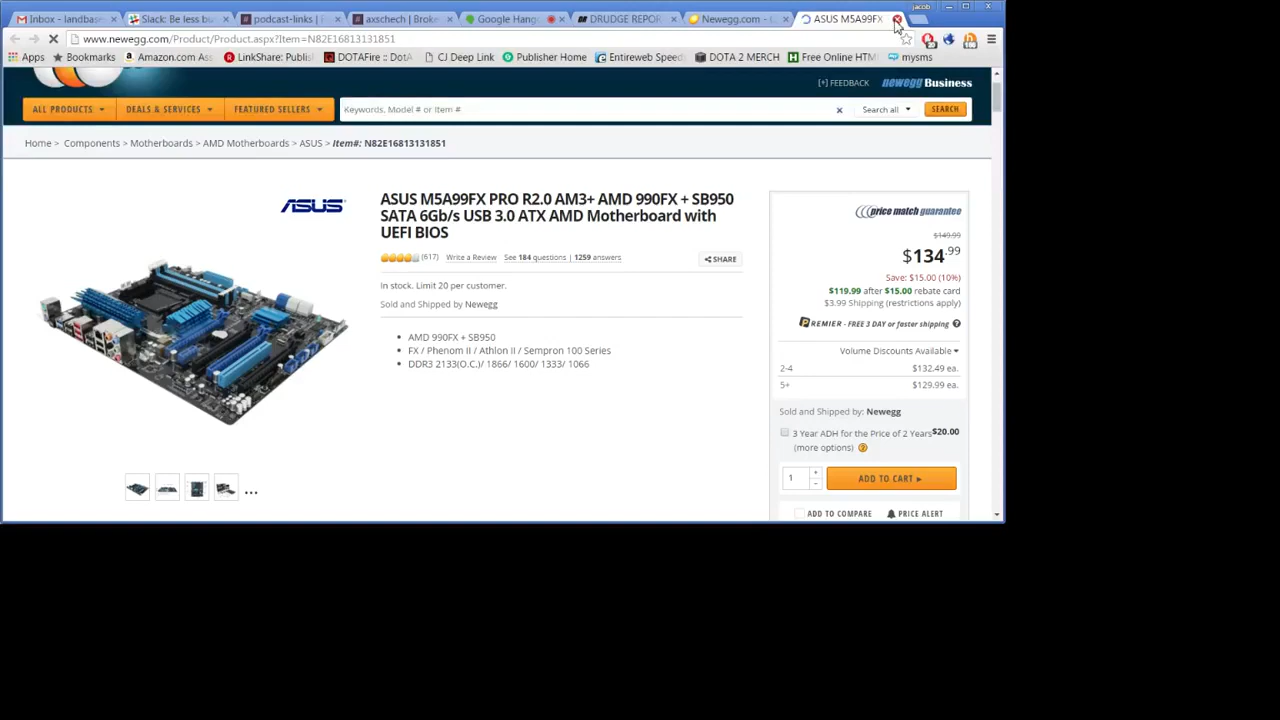 jacob
Inbox - landbas
Slack: Be less bu
podcast-links |
axschech | Broke
Google Hang
DRUDGE REPOR
Newegg.com -
ASUS M5A99FX
www.newegg.com/Product/Product.aspx?Item=N82E16813131851
Apps
Bookmarks
Amazon.com Ass
LinkShare: Publis
DOTAFire :: DotA
CJ Deep Link
Publisher Home
Entireweb Speed
DOTA 2 MERCH
Free Online HTM
mysms
[+] FEEDBACK
newegg Business
ALL PRODUCTS
DEALS & SERVICES
FEATURED SELLERS
Keywords, Model # or Item #
Search all
SEARCH
Home > Components > Motherboards > AMD Motherboards > ASUS > Item#: N82E16813131851
ASUS
ASUS M5A99FX PRO R2.0 AM3+ AMD 990FX + SB950
SATA 6Gb/s USB 3.0 ATX AMD Motherboard with
UEFI BIOS
(617) Write a Review See 184 questions | 1259 answers
SHARE
In stock. Limit 20 per customer.
Sold and Shipped by Newegg
AMD 990FX + SB950
FX / Phenom II / Athlon II / Sempron 100 Series
DDR3 2133(O.C.)/ 1866/ 1600/ 1333/ 1066
...
price match guarantee
$149.99
$134.99
Save: $15.00 (10%)
$119.99 after $15.00 rebate card
$3.99 Shipping (restrictions apply)
PREMIER - FREE 3 DAY or faster shipping ?
Volume Discounts Available
2-4 $132.49 ea.
5+ $129.99 ea.
Sold and Shipped by: Newegg
3 Year ADH for the Price of 2 Years $20.00
(more options) ?
1
ADD TO CART
ADD TO COMPARE
PRICE ALERT